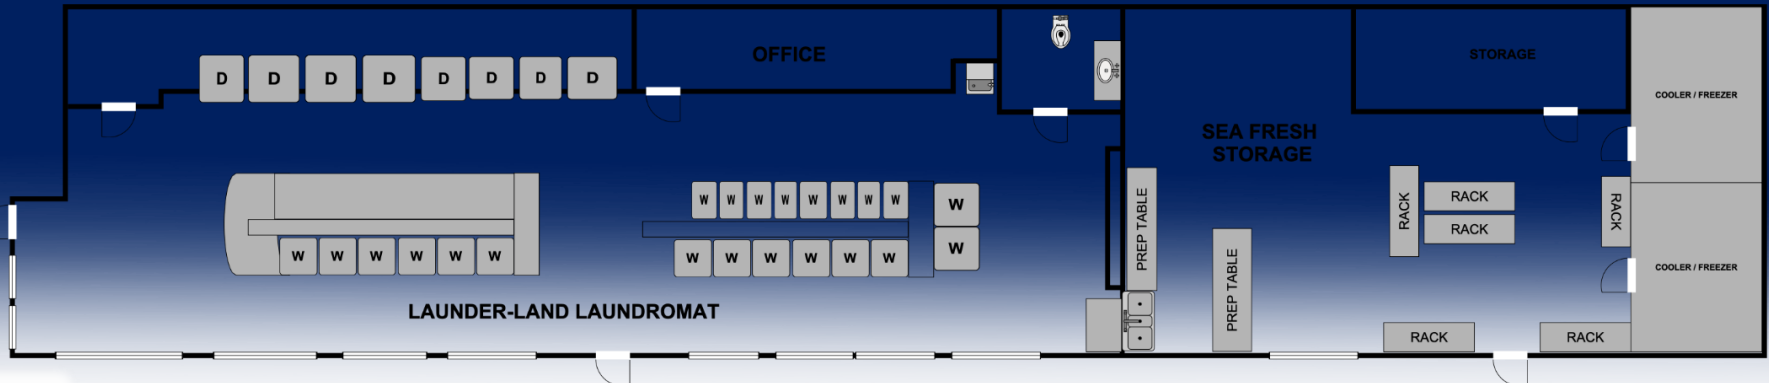 OFFICE
STORAGE
D D D D D D D D
COOLER / FREEZER
SEA FRESH
STORAGE
W W W W W W W W
W
RACK
RACK
RACK
RACK
PREP TABLE
W
W W W W W W
W W W W W W
PREP TABLE
COOLER / FREEZER
LAUNDER-LAND LAUNDROMAT
RACK
RACK